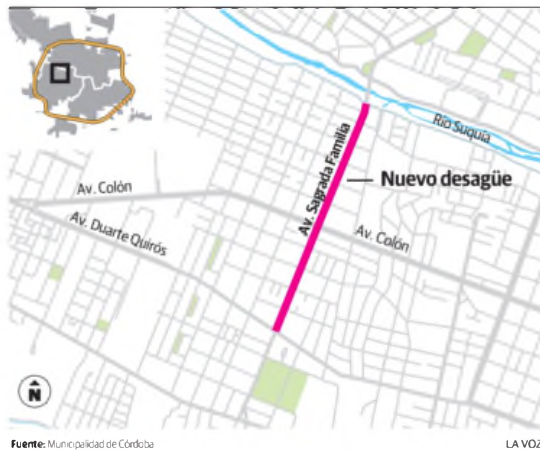 Río Suquía
Av. Sagrada Familia
Nuevo desagüe
Av. Colón
Av. Duarte Quirós
Av. Colón
N
Fuente: Municipalidad de Córdoba
LA VOZ